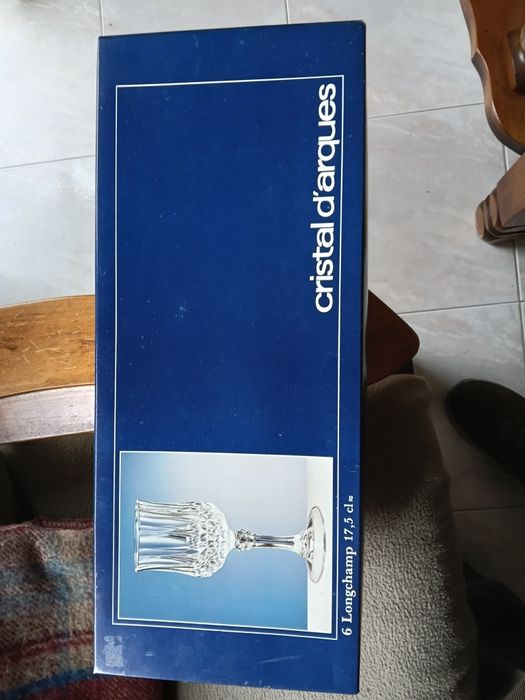 cristal d'arques
6 Longchamp 17,5 cl≈